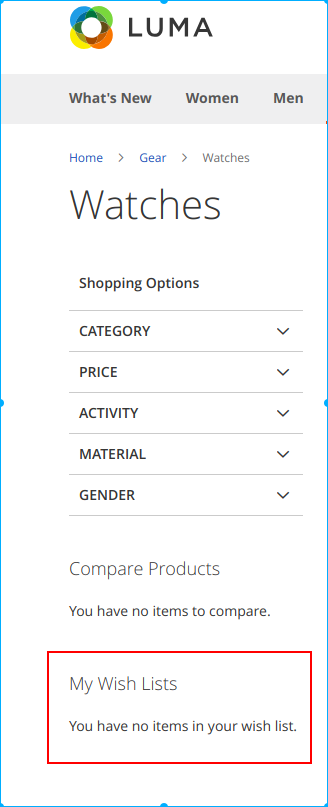 LUMA
What's New Women Men
Home > Gear > Watches
Watches
Shopping Options
CATEGORY
PRICE
ACTIVITY
MATERIAL
GENDER
Compare Products
You have no items to compare.
My Wish Lists
You have no items in your wish list.